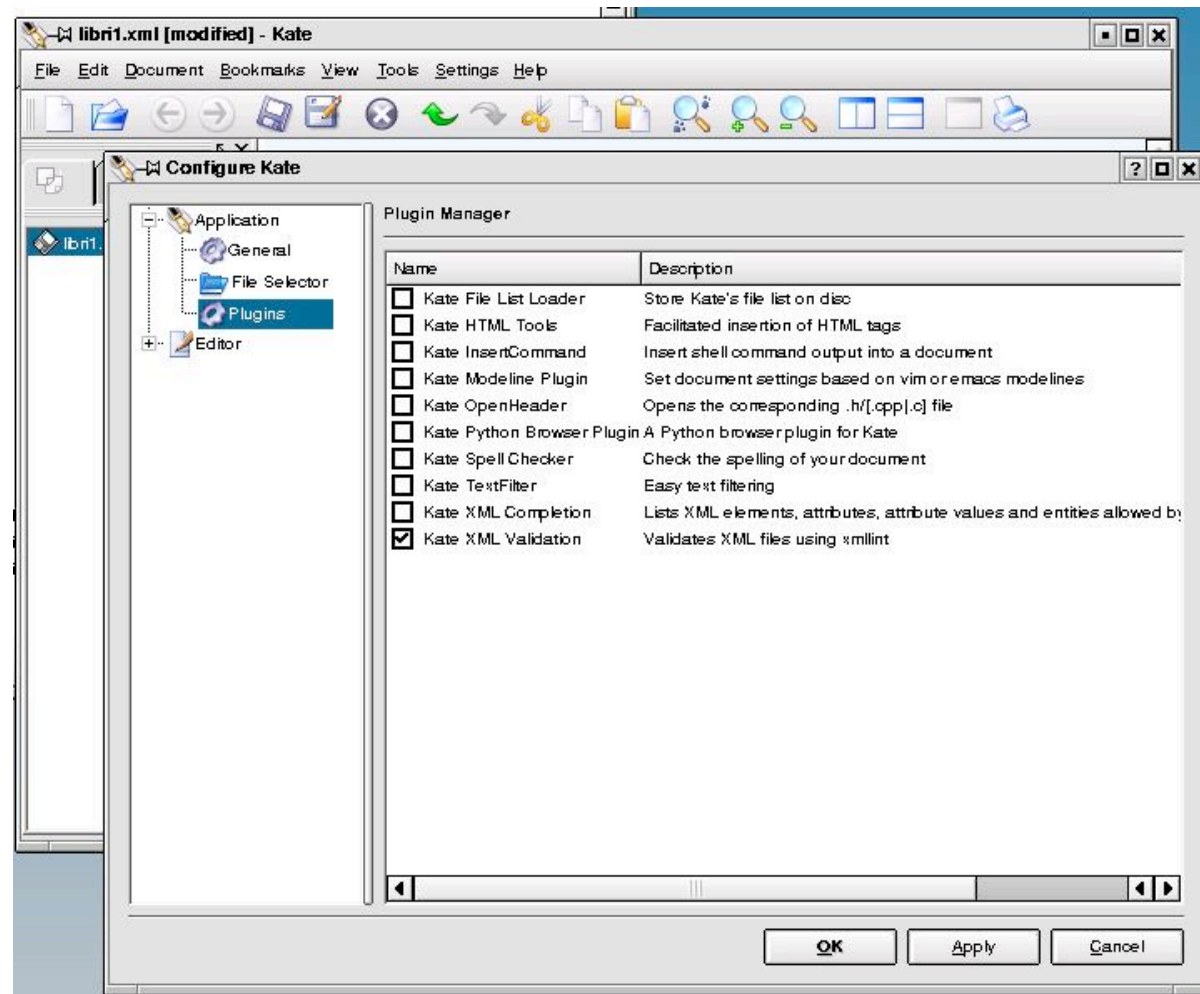 libri1.xml [modified] - Kate
File Edit Document Bookmarks View Tools Settings Help
Configure Kate
libri1.
Application
General
File Selector
Plugins
Editor
Plugin Manager
Name Description
Kate File List Loader Store Kate's file list on disc
Kate HTML Tools Facilitated insertion of HTML tags
Kate InsertCommand Insert shell command output into a document
Kate Modeline Plugin Set document settings based on vim or emacs modelines
Kate OpenHeader Opens the corresponding .h/[.cpp|.c] file
Kate Python Browser Plugin A Python browser plugin for Kate
Kate Spell Checker Check the spelling of your document
Kate TextFilter Easy text filtering
Kate XML Completion Lists XML elements, attributes, attribute values and entities allowed by
Kate XML Validation Validates XML files using xmllint
OK Apply Cancel